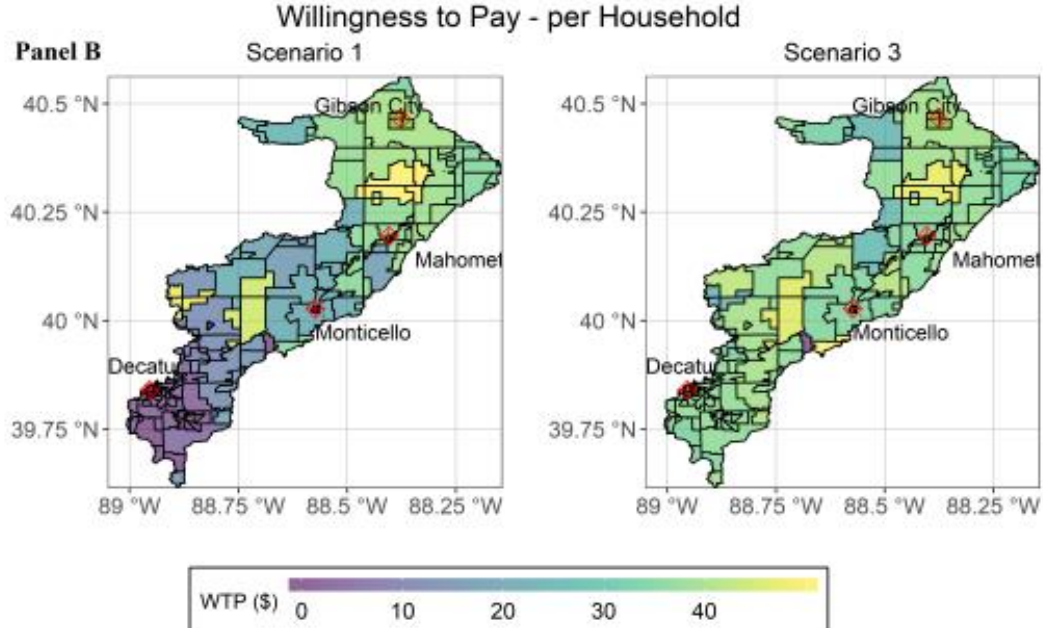 Willingness to Pay - per Household
Panel B
Scenario 1
Scenario 3
40.5 °N
40.25 °N
40 °N
39.75 °N
89 °W 88.75 °W 88.5 °W 88.25 °W
Gibson City
Mahomet
Monticello
Decatu
40.5 °N
40.25 °N
40 °N
39.75 °N
89 °W 88.75 °W 88.5 °W 88.25 °W
Gibson City
Mahomet
Monticello
Decatu
WTP ($)
0 10 20 30 40